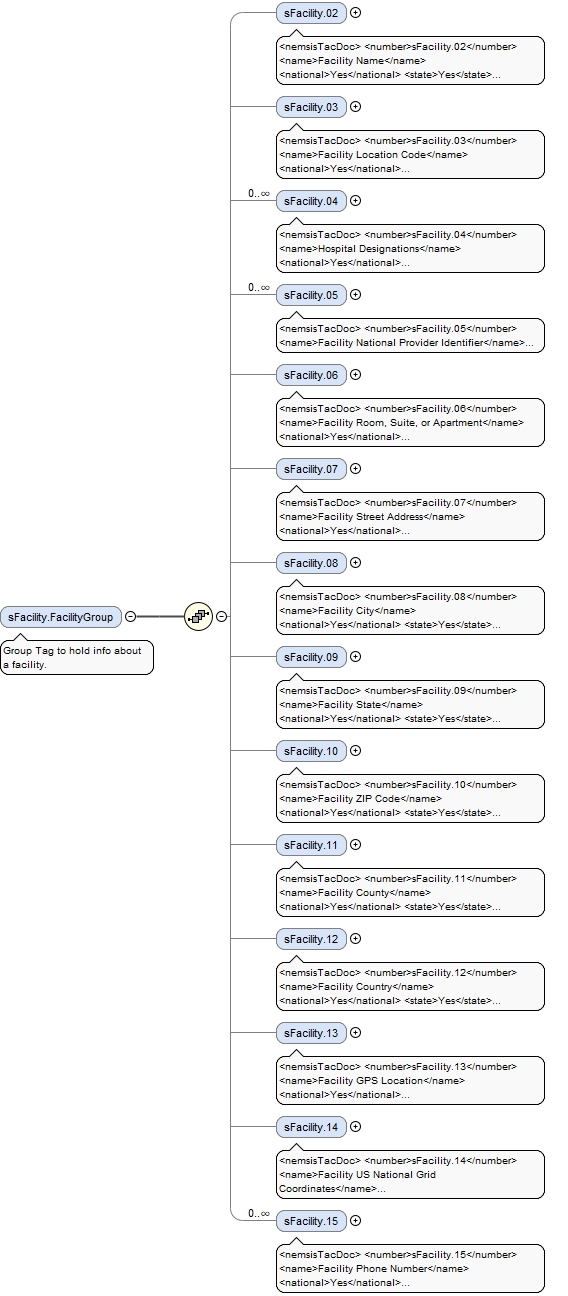 sFacility.02
<nemsisTacDoc> <number>sFacility.02</number>
<name>Facility Name</name>
<national>Yes</national> <state>Yes</state>...
sFacility.03
<nemsisTacDoc> <number>sFacility.03</number>
<name>Facility Location Code</name>
<national>Yes</national>...
0..∞
sFacility.04
<nemsisTacDoc> <number>sFacility.04</number>
<name>Hospital Designations</name>
<national>Yes</national>...
0..∞
sFacility.05
<nemsisTacDoc> <number>sFacility.05</number>
<name>Facility National Provider Identifier</name>...
sFacility.06
<nemsisTacDoc> <number>sFacility.06</number>
<name>Facility Room, Suite, or Apartment</name>
<national>Yes</national>...
sFacility.07
<nemsisTacDoc> <number>sFacility.07</number>
<name>Facility Street Address</name>
<national>Yes</national>...
sFacility.08
<nemsisTacDoc> <number>sFacility.08</number>
<name>Facility City</name>
<national>Yes</national> <state>Yes</state>...
sFacility.FacilityGroup
Group Tag to hold info about
a facility.
sFacility.09
<nemsisTacDoc> <number>sFacility.09</number>
<name>Facility State</name>
<national>Yes</national> <state>Yes</state>...
sFacility.10
<nemsisTacDoc> <number>sFacility.10</number>
<name>Facility ZIP Code</name>
<national>Yes</national> <state>Yes</state>...
sFacility.11
<nemsisTacDoc> <number>sFacility.11</number>
<name>Facility County</name>
<national>Yes</national> <state>Yes</state>...
sFacility.12
<nemsisTacDoc> <number>sFacility.12</number>
<name>Facility Country</name>
<national>Yes</national> <state>Yes</state>...
sFacility.13
<nemsisTacDoc> <number>sFacility.13</number>
<name>Facility GPS Location</name>
<national>Yes</national>...
sFacility.14
<nemsisTacDoc> <number>sFacility.14</number>
<name>Facility US National Grid
Coordinates</name>...
0..∞
sFacility.15
<nemsisTacDoc> <number>sFacility.15</number>
<name>Facility Phone Number</name>
<national>Yes</national>...